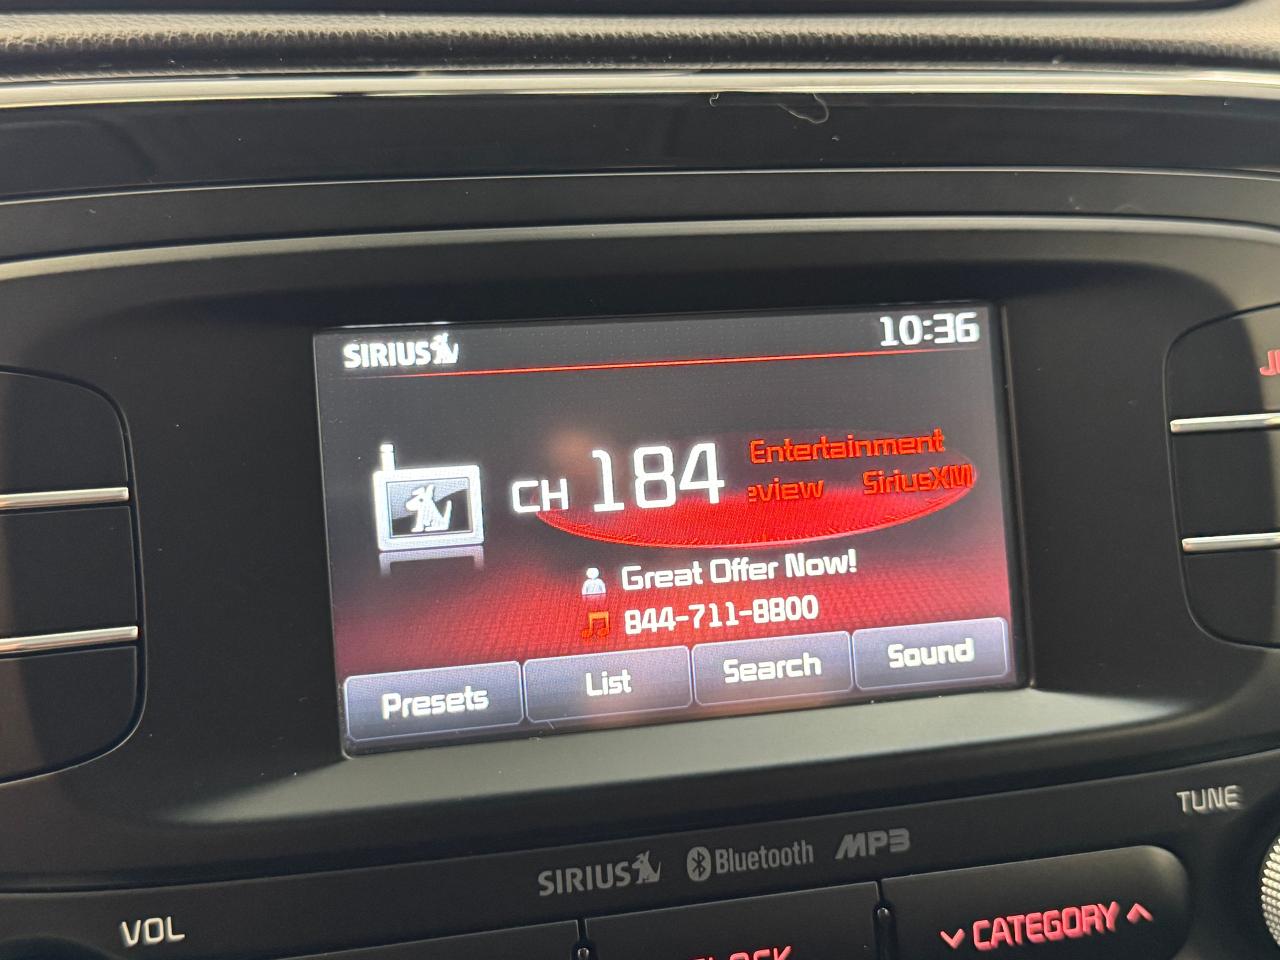 SIRIUS
10:36
CH 184
Entertainment
SiriusXM
Great Offer Now!
844-711-8800
Presets
List
Search
Sound
TUNE
SIRIUS
Bluetooth
MP3
VOL
CATEGORY